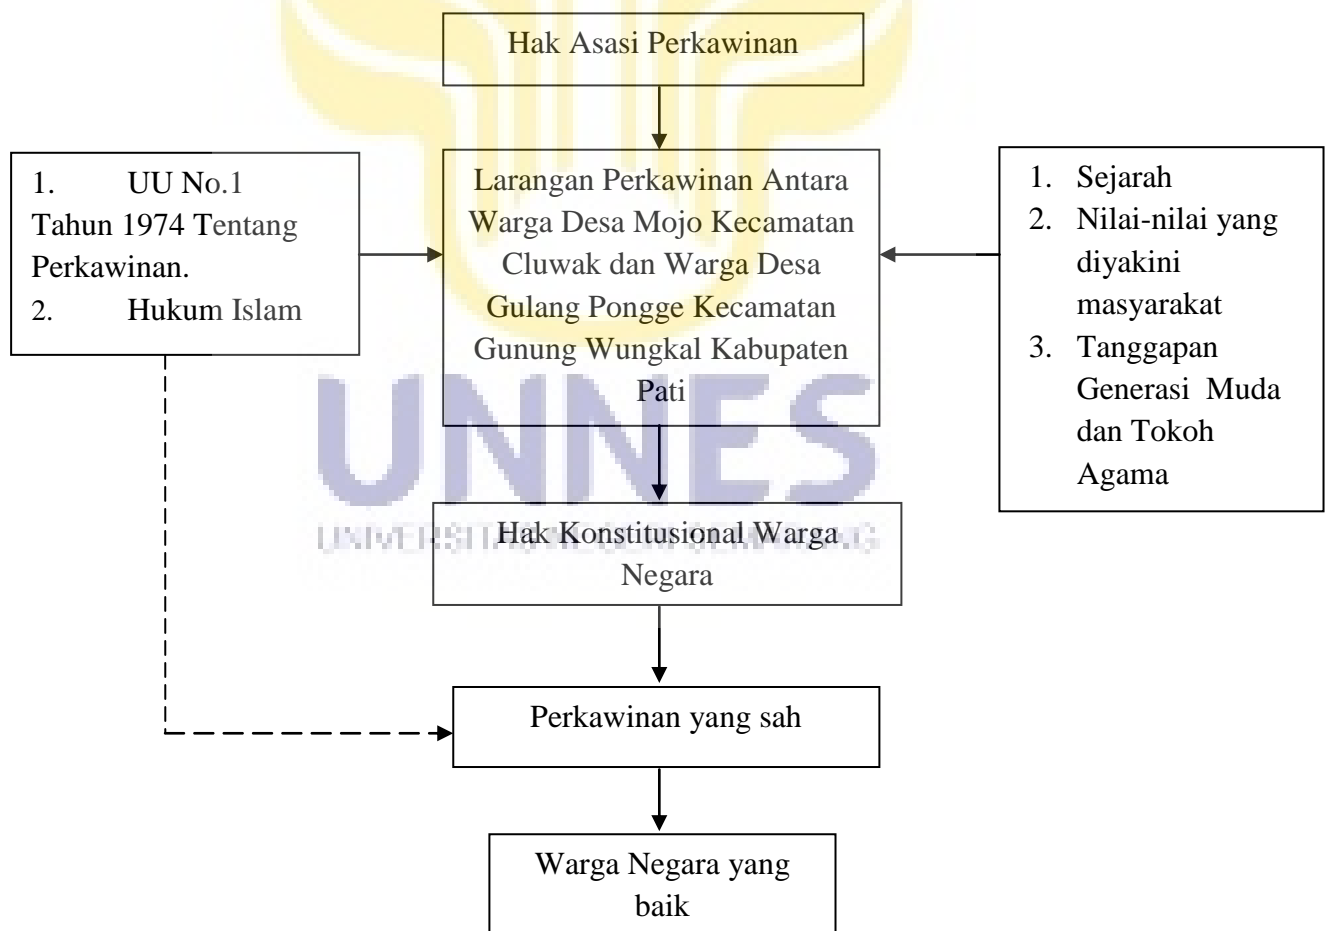 Hak Asasi Perkawinan
1. UU No.1
Tahun 1974 Tentang
Perkawinan.
2. Hukum Islam
Larangan Perkawinan Antara
Warga Desa Mojo Kecamatan
Cluwak dan Warga Desa
Gulang Pongge Kecamatan
Gunung Wungkal Kabupaten
Pati
1. Sejarah
2. Nilai-nilai yang
diyakini
masyarakat
3. Tanggapan
Generasi Muda
dan Tokoh
Agama
UNNES
Hak Konstitusional Warga
Negara
Perkawinan yang sah
Warga Negara yang
baik